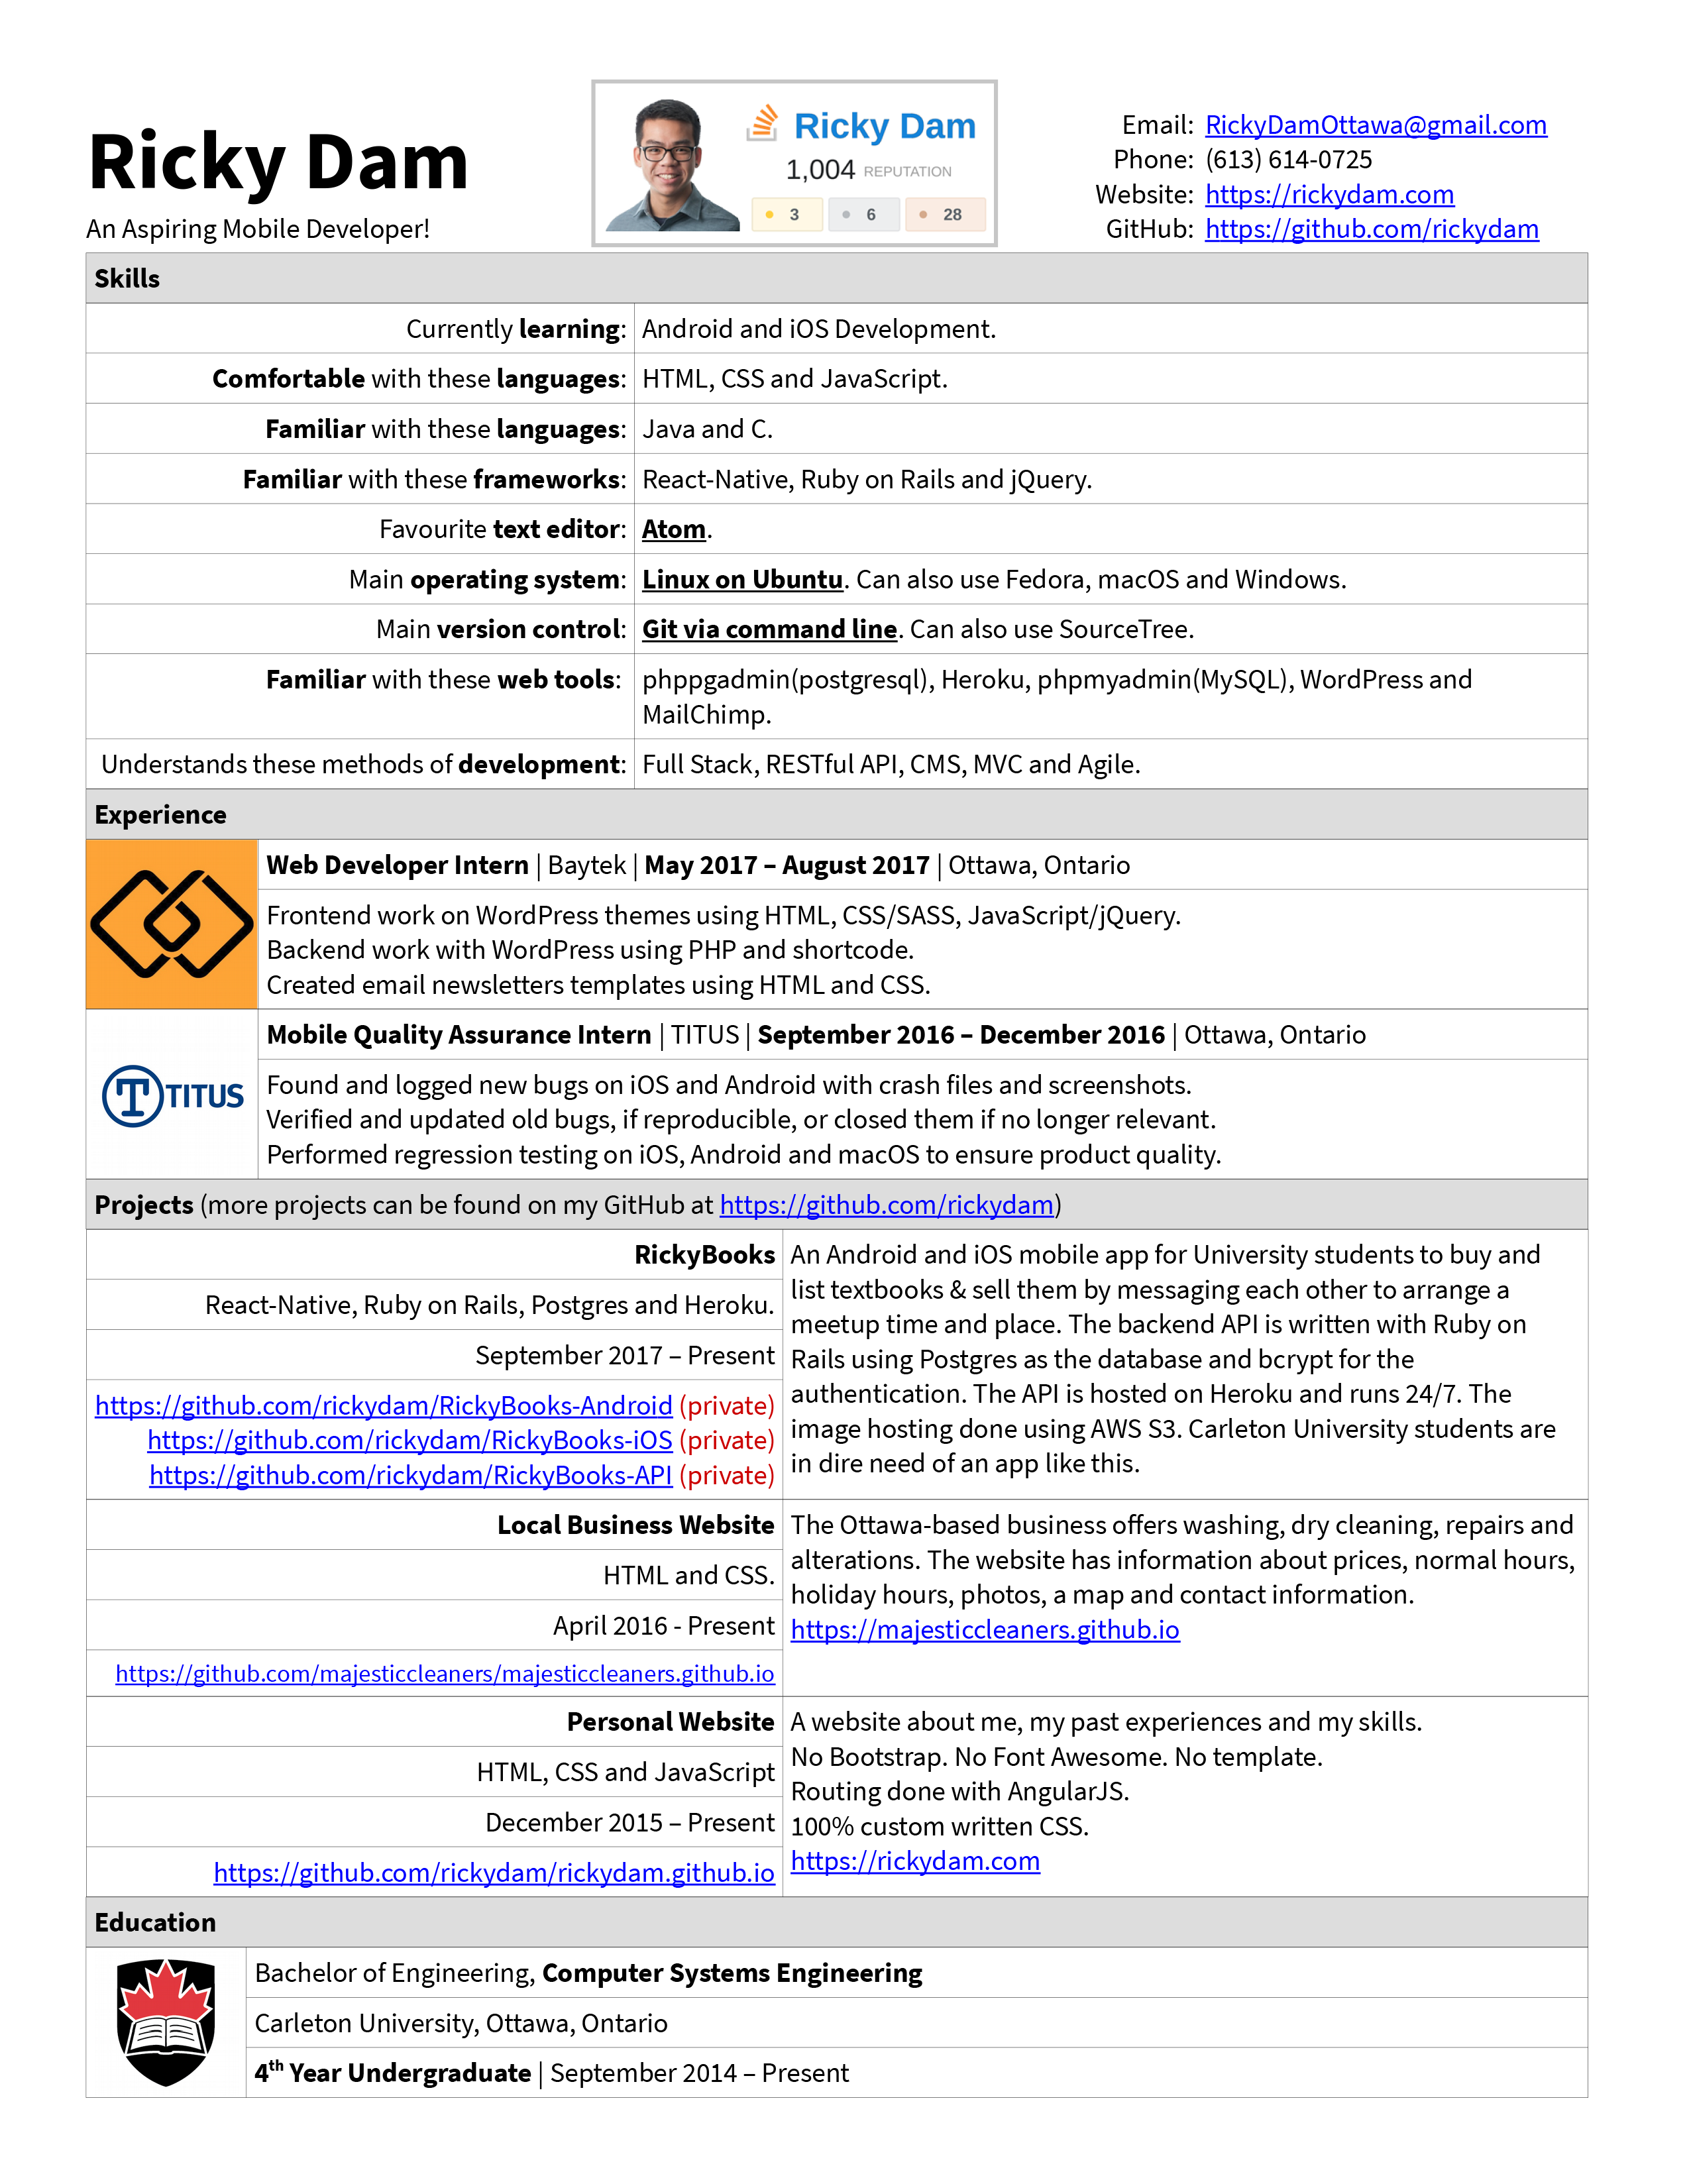 Ricky Dam
An Aspiring Mobile Developer!
Ricky Dam
1,004 REPUTATION
3 6 28
Email: RickyDamOttawa@gmail.com
Phone: (613) 614-0725
Website: https://rickydam.com
GitHub: https://github.com/rickydam
Skills
Currently learning: Android and iOS Development.
Comfortable with these languages: HTML, CSS and JavaScript.
Familiar with these languages: Java and C.
Familiar with these frameworks: React-Native, Ruby on Rails and jQuery.
Favourite text editor: Atom.
Main operating system: Linux on Ubuntu. Can also use Fedora, macOS and Windows.
Main version control: Git via command line. Can also use SourceTree.
Familiar with these web tools: phppgadmin(postgresql), Heroku, phpmyadmin(MySQL), WordPress and
MailChimp.
Understands these methods of development: Full Stack, RESTful API, CMS, MVC and Agile.
Experience
Web Developer Intern | Baytek | May 2017 – August 2017 | Ottawa, Ontario
Frontend work on WordPress themes using HTML, CSS/SASS, JavaScript/jQuery.
Backend work with WordPress using PHP and shortcode.
Created email newsletters templates using HTML and CSS.
T TITUS
Mobile Quality Assurance Intern | TITUS | September 2016 – December 2016 | Ottawa, Ontario
Found and logged new bugs on iOS and Android with crash files and screenshots.
Verified and updated old bugs, if reproducible, or closed them if no longer relevant.
Performed regression testing on iOS, Android and macOS to ensure product quality.
Projects (more projects can be found on my GitHub at https://github.com/rickydam)
RickyBooks
React-Native, Ruby on Rails, Postgres and Heroku.
September 2017 – Present
https://github.com/rickydam/RickyBooks-Android (private)
https://github.com/rickydam/RickyBooks-iOS (private)
https://github.com/rickydam/RickyBooks-API (private)
An Android and iOS mobile app for University students to buy and
list textbooks & sell them by messaging each other to arrange a
meetup time and place. The backend API is written with Ruby on
Rails using Postgres as the database and bcrypt for the
authentication. The API is hosted on Heroku and runs 24/7. The
image hosting done using AWS S3. Carleton University students are
in dire need of an app like this.
Local Business Website
HTML and CSS.
April 2016 - Present
https://github.com/majesticcleaners/majesticcleaners.github.io
The Ottawa-based business offers washing, dry cleaning, repairs and
alterations. The website has information about prices, normal hours,
holiday hours, photos, a map and contact information.
https://majesticcleaners.github.io
Personal Website
HTML, CSS and JavaScript
December 2015 – Present
https://github.com/rickydam/rickydam.github.io
A website about me, my past experiences and my skills.
No Bootstrap. No Font Awesome. No template.
Routing done with AngularJS.
100% custom written CSS.
https://rickydam.com
Education
Bachelor of Engineering, Computer Systems Engineering
Carleton University, Ottawa, Ontario
4th Year Undergraduate | September 2014 – Present